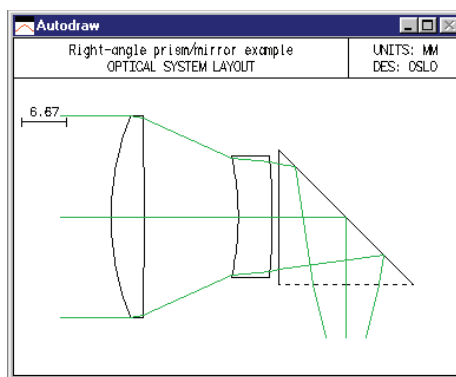 Autodraw
Right-angle prism/mirror example
OPTICAL SYSTEM LAYOUT
UNITS: MM
DES: OSLO
6.67